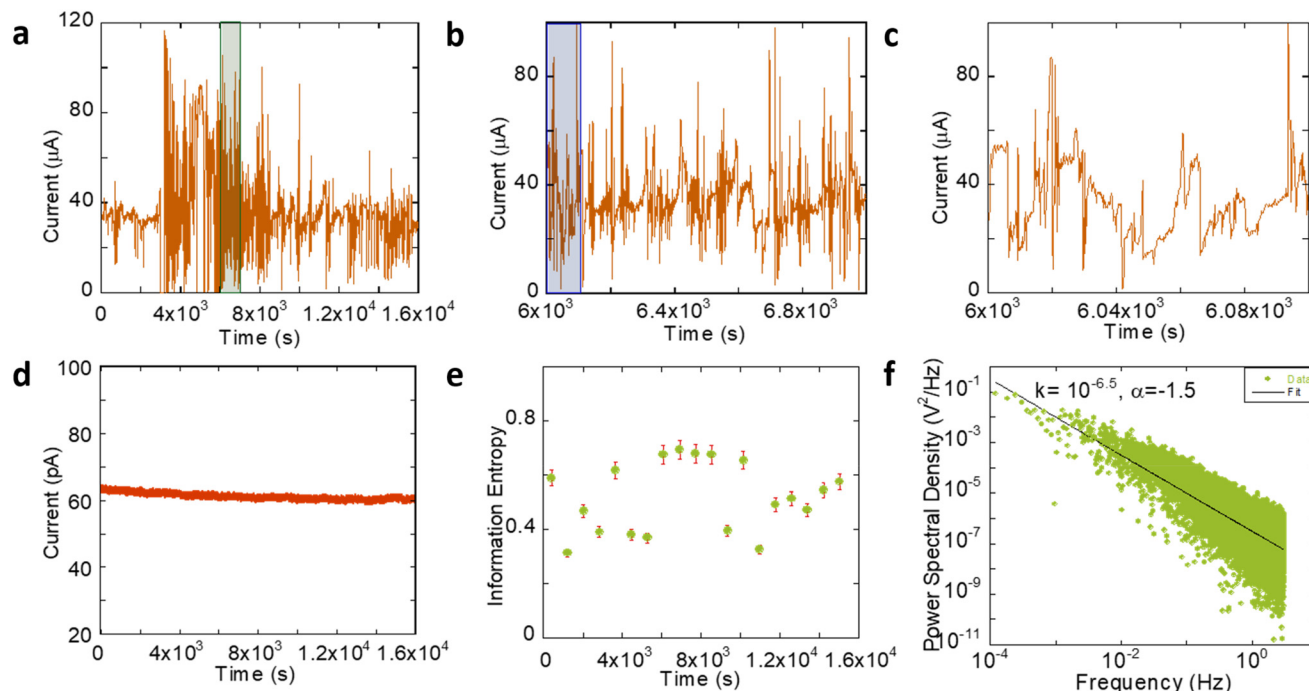 a
120
80
40
0
Current (μA)
0
4x10³
8x10³
1.2x10⁴
1.6x10⁴
Time (s)
b
80
40
0
Current (μA)
6x10³
6.4x10³
6.8x10³
Time (s)
c
80
40
0
Current (μA)
6x10³
6.04x10³
6.08x10³
Time (s)
d
100
80
60
40
20
Current (pA)
0
4x10³
8x10³
1.2x10⁴
1.6x10⁴
Time (s)
e
0.8
0.4
0
Information Entropy
0
4x10³
8x10³
1.2x10⁴
1.6x10⁴
Time (s)
f
k= 10⁻⁶·⁵, α=-1.5
Data
Fit
10⁻¹
10⁻³
10⁻⁵
10⁻⁷
10⁻⁹
10⁻¹¹
Power Spectral Density (V²/Hz)
10⁻⁴
10⁻²
10⁰
Frequency (Hz)